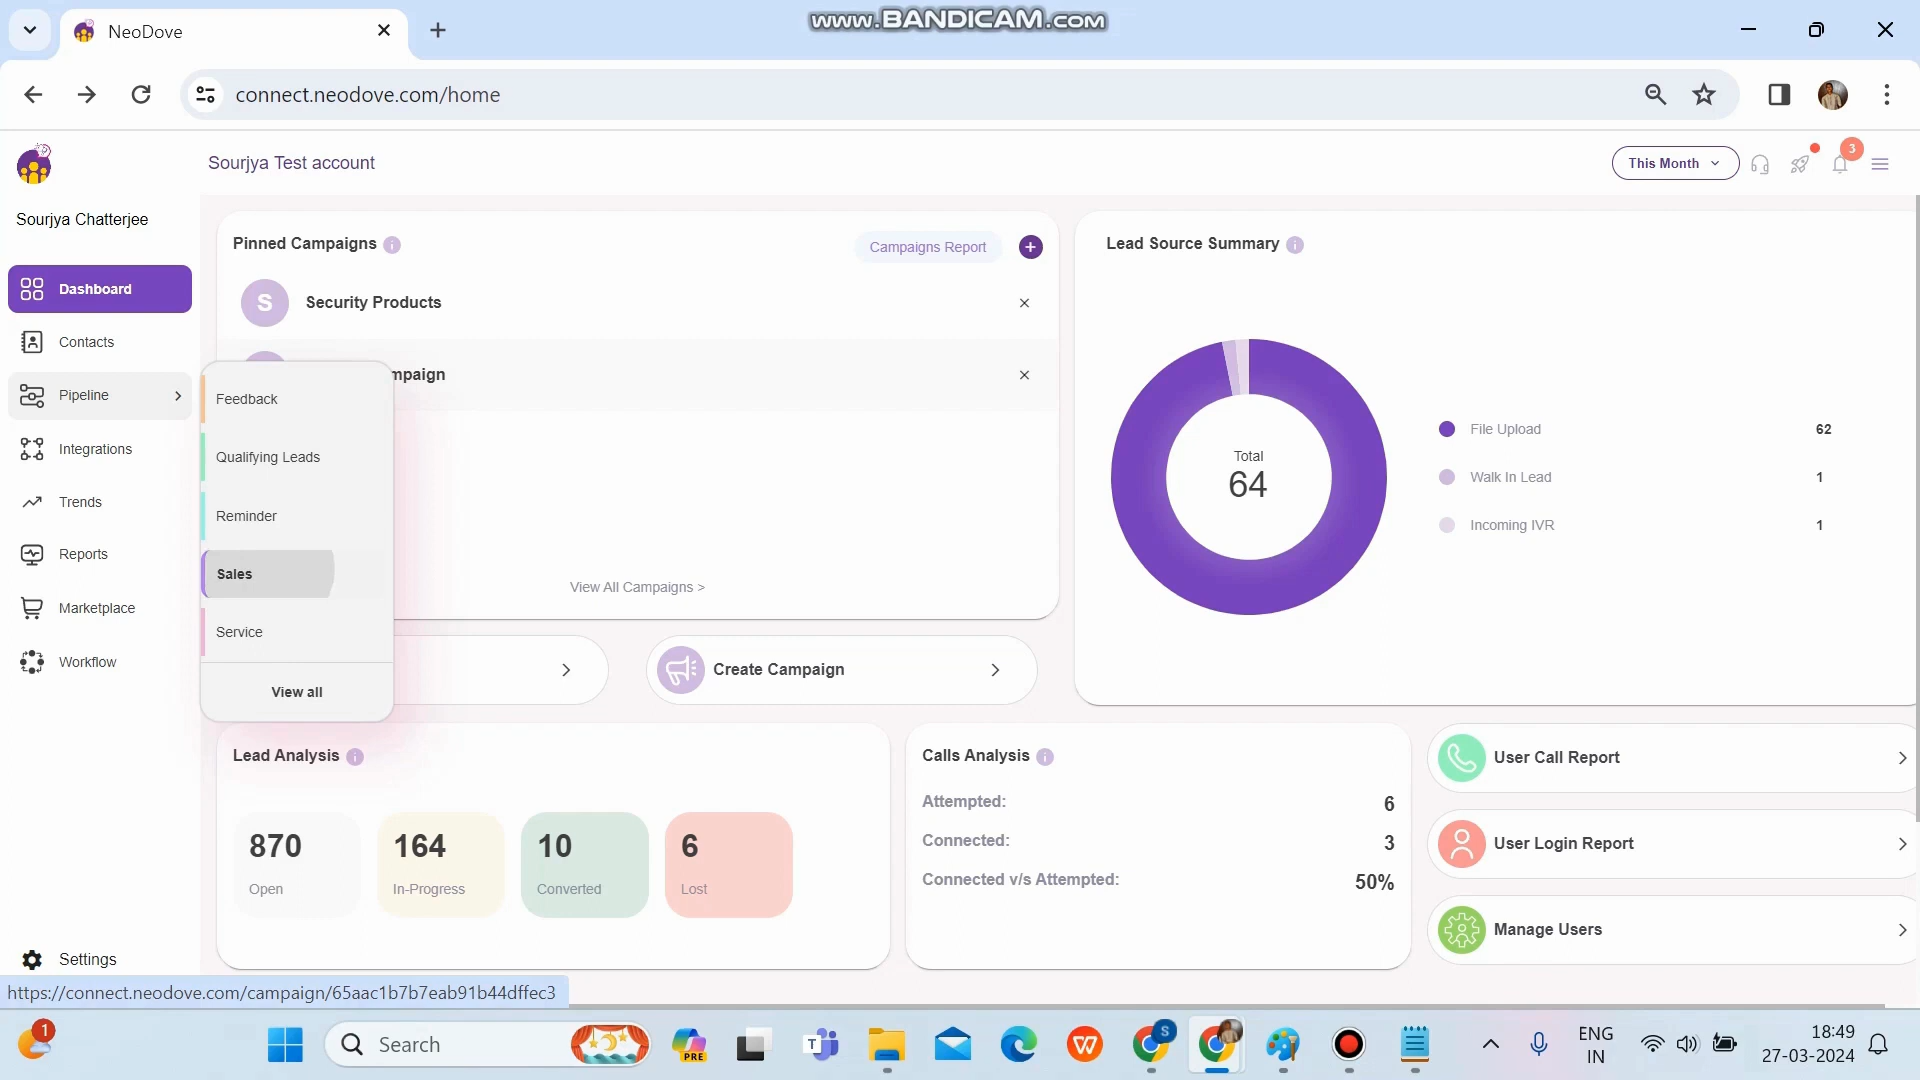 NeoDove
www.BANDICAM.com
connect.neodove.com/home
Sourjya Test account
This Month
3
Sourjya Chatterjee
Dashboard
Contacts
Pipeline
Integrations
Trends
Reports
Marketplace
Workflow
Settings
Feedback
Qualifying Leads
Reminder
Sales
Service
View all
Pinned Campaigns
Campaigns Report
S Security Products
mpaign
View All Campaigns >
Create Campaign
Lead Source Summary
Total
64
File Upload 62
Walk In Lead 1
Incoming IVR 1
Lead Analysis
870 164 10 6
Open In-Progress Converted Lost
Calls Analysis
Attempted: 6
Connected: 3
Connected v/s Attempted: 50%
User Call Report
User Login Report
Manage Users
https://connect.neodove.com/campaign/65aac1b7b7eab91b44dffec3
1
Search
PRE
T
W
S
ENG
IN
18:49
27-03-2024